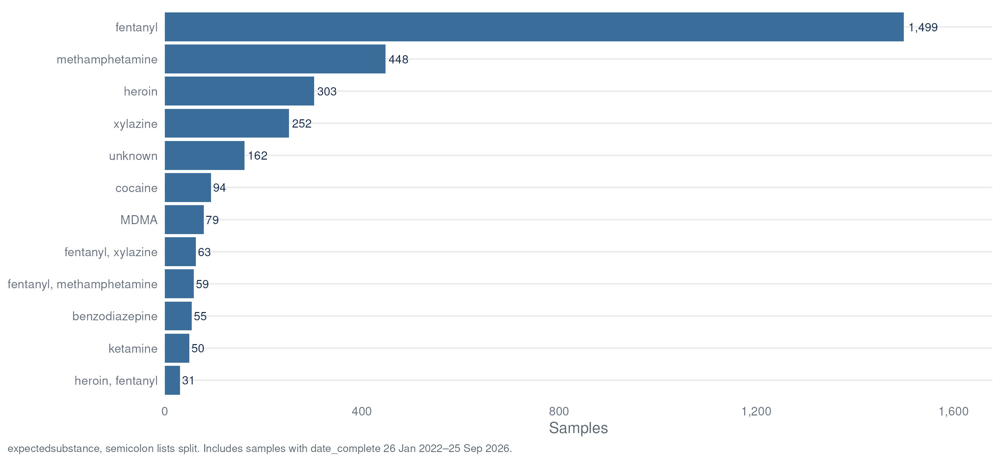 fentanyl 1,499
methamphetamine 448
heroin 303
xylazine 252
unknown 162
cocaine 94
MDMA 79
fentanyl, xylazine 63
fentanyl, methamphetamine 59
benzodiazepine 55
ketamine 50
heroin, fentanyl 31
0 400 800 1,200 1,600
Samples
expectedsubstance, semicolon lists split. Includes samples with date_complete 26 Jan 2022–25 Sep 2026.